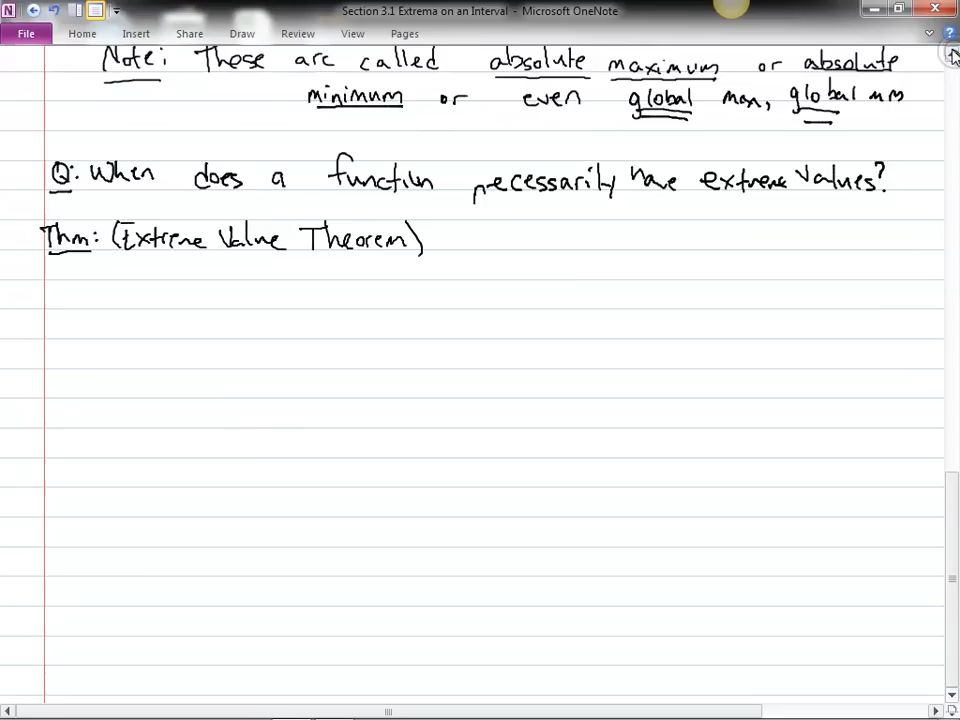 Section 3.1 Extrema on an Interval - Microsoft OneNote
File Home Insert Share Draw Review View Pages
Note: These are called absolute maximum or absolute
minimum or even global max, global min
Q: When does a function necessarily have extreme values?
Thm: (Extreme Value Theorem)